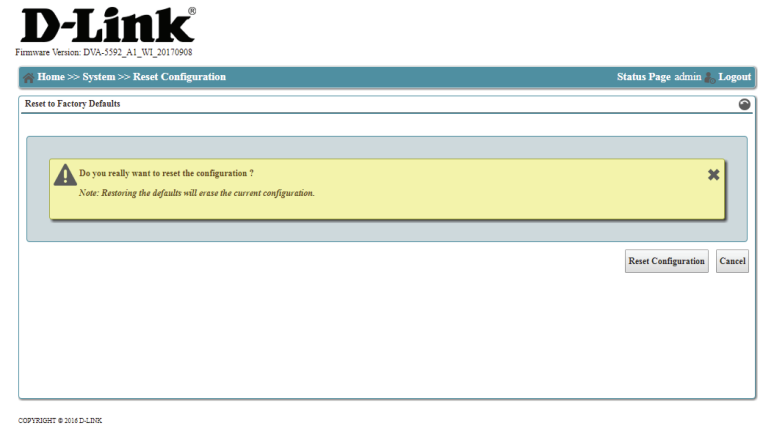 D-Link®
Firmware Version: DVA-5592_A1_WI_20170908
Home >> System >> Reset Configuration Status Page admin Logout
Reset to Factory Defaults
Do you really want to reset the configuration ?
Note: Restoring the defaults will erase the current configuration.
Reset Configuration Cancel
COPYRIGHT © 2016 D-LINK